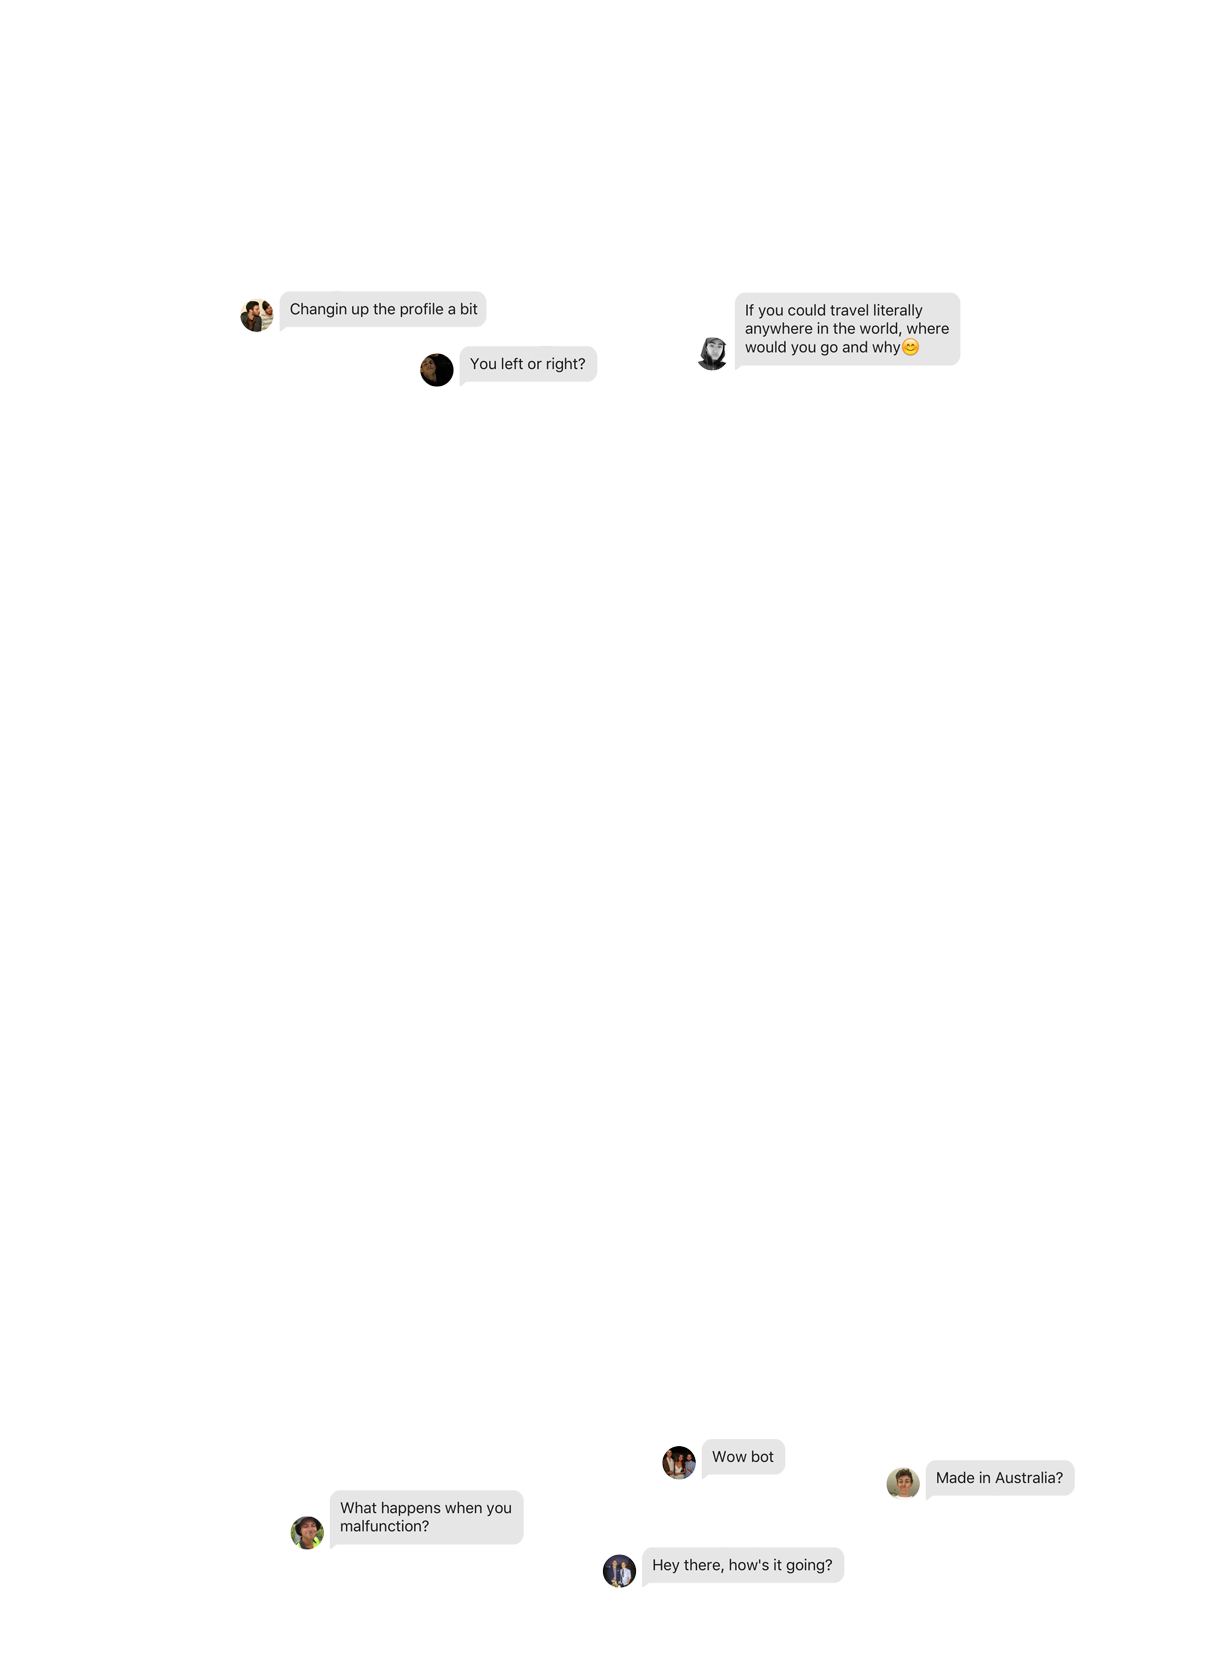 Changin up the profile a bit
You left or right?
If you could travel literally
anywhere in the world, where
would you go and why😊
Wow bot
Made in Australia?
What happens when you
malfunction?
Hey there, how's it going?